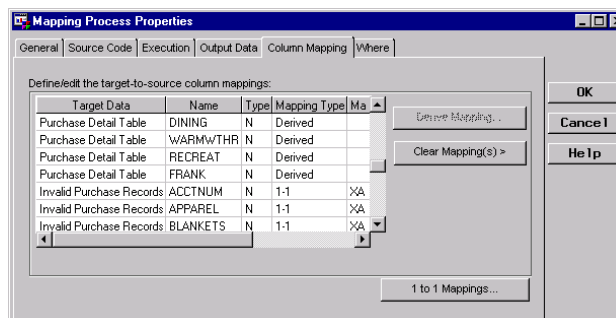 Mapping Process Properties
General Source Code Execution Output Data Column Mapping Where
Define/edit the target-to-source column mappings:
Target Data Name Type Mapping Type Ma
Purchase Detail Table DINING N Derived
Purchase Detail Table WARMWTHR N Derived
Purchase Detail Table RECREAT N Derived
Purchase Detail Table FRANK N Derived
Invalid Purchase Records ACCTNUM N 1-1 XA
Invalid Purchase Records APPAREL N 1-1 XA
Invalid Purchase Records BLANKETS N 1-1 XA
Derive Mapping...
Clear Mapping(s) >
1 to 1 Mappings...
OK
Cancel
Help